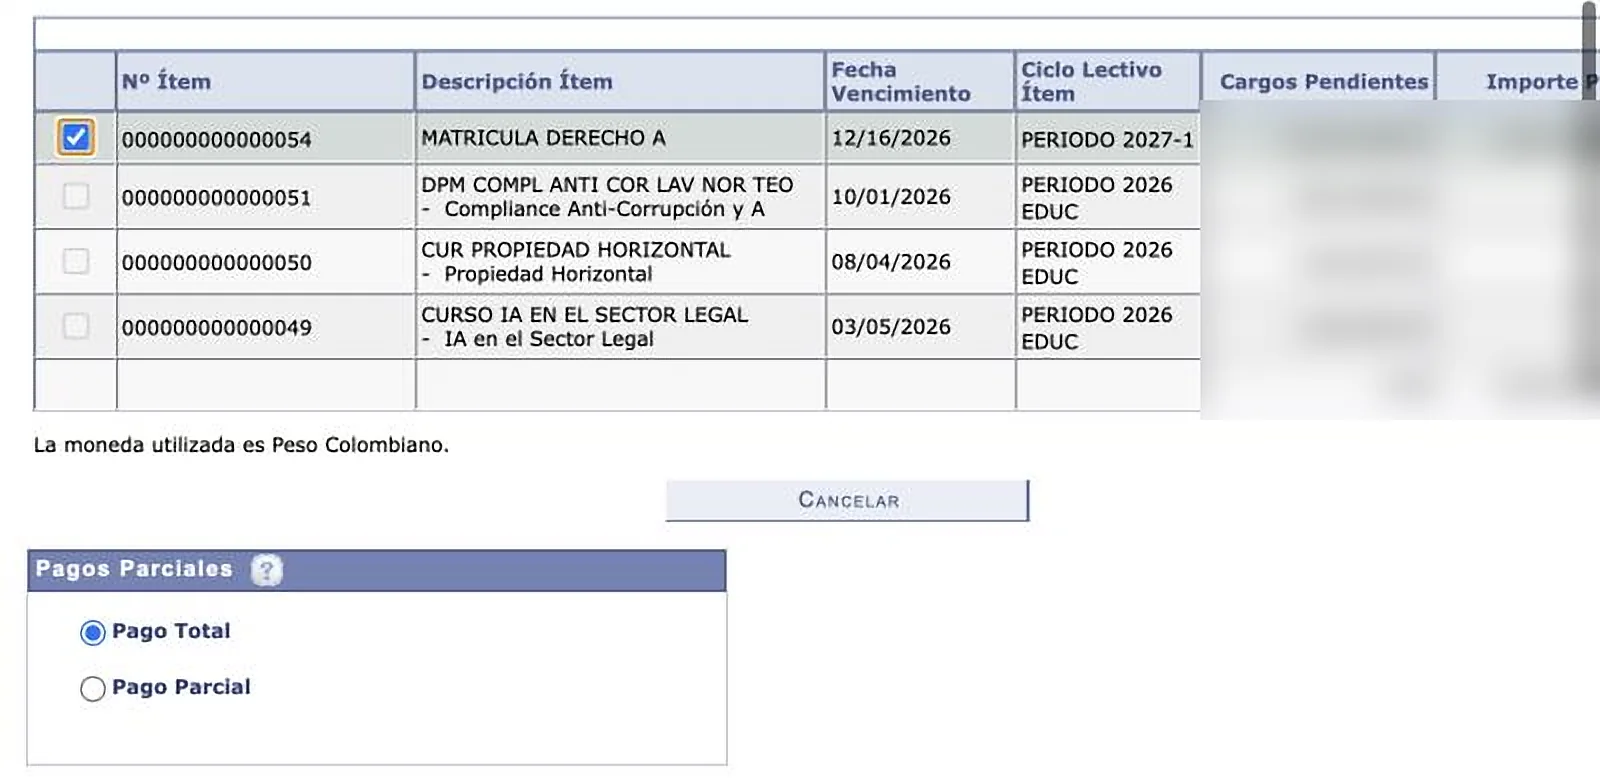 Nº Ítem Descripción Ítem Fecha Vencimiento Ciclo Lectivo Ítem Cargos Pendientes Importe P
000000000000054 MATRICULA DERECHO A 12/16/2026 PERIODO 2027-1
000000000000051 DPM COMPL ANTI COR LAV NOR TEO - Compliance Anti-Corrupción y A 10/01/2026 PERIODO 2026 EDUC
000000000000050 CUR PROPIEDAD HORIZONTAL - Propiedad Horizontal 08/04/2026 PERIODO 2026 EDUC
000000000000049 CURSO IA EN EL SECTOR LEGAL - IA en el Sector Legal 03/05/2026 PERIODO 2026 EDUC
La moneda utilizada es Peso Colombiano.
CANCELAR
Pagos Parciales ?
Pago Total
Pago Parcial